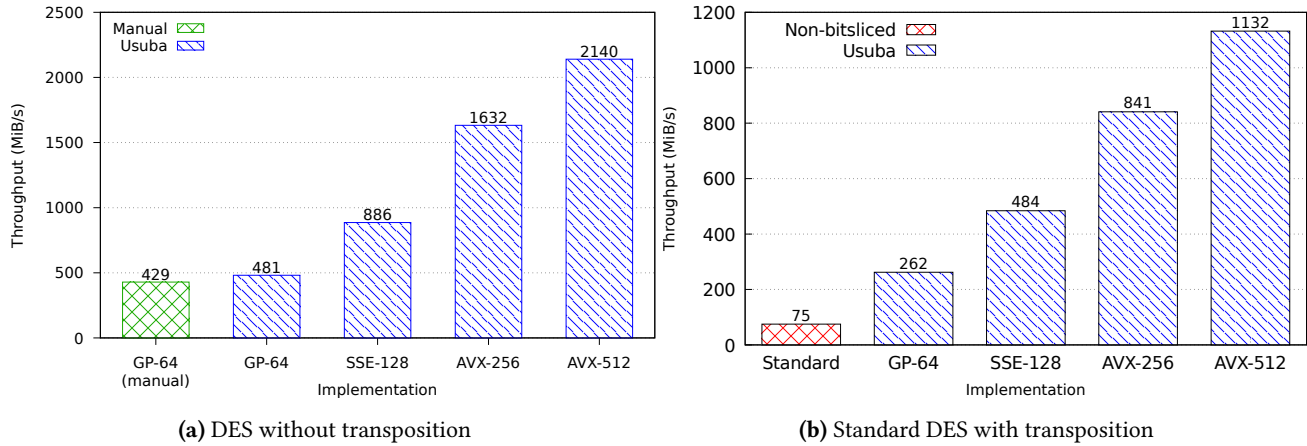 Throughput (MiB/s)
2500
2000
1500
1000
500
0
Manual
Usuba
429
481
886
1632
2140
GP-64
(manual)
GP-64
SSE-128
AVX-256
AVX-512
Implementation
(a) DES without transposition
Throughput (MiB/s)
1200
1000
800
600
400
200
0
Non-bitsliced
Usuba
75
262
484
841
1132
Standard
GP-64
SSE-128
AVX-256
AVX-512
Implementation
(b) Standard DES with transposition